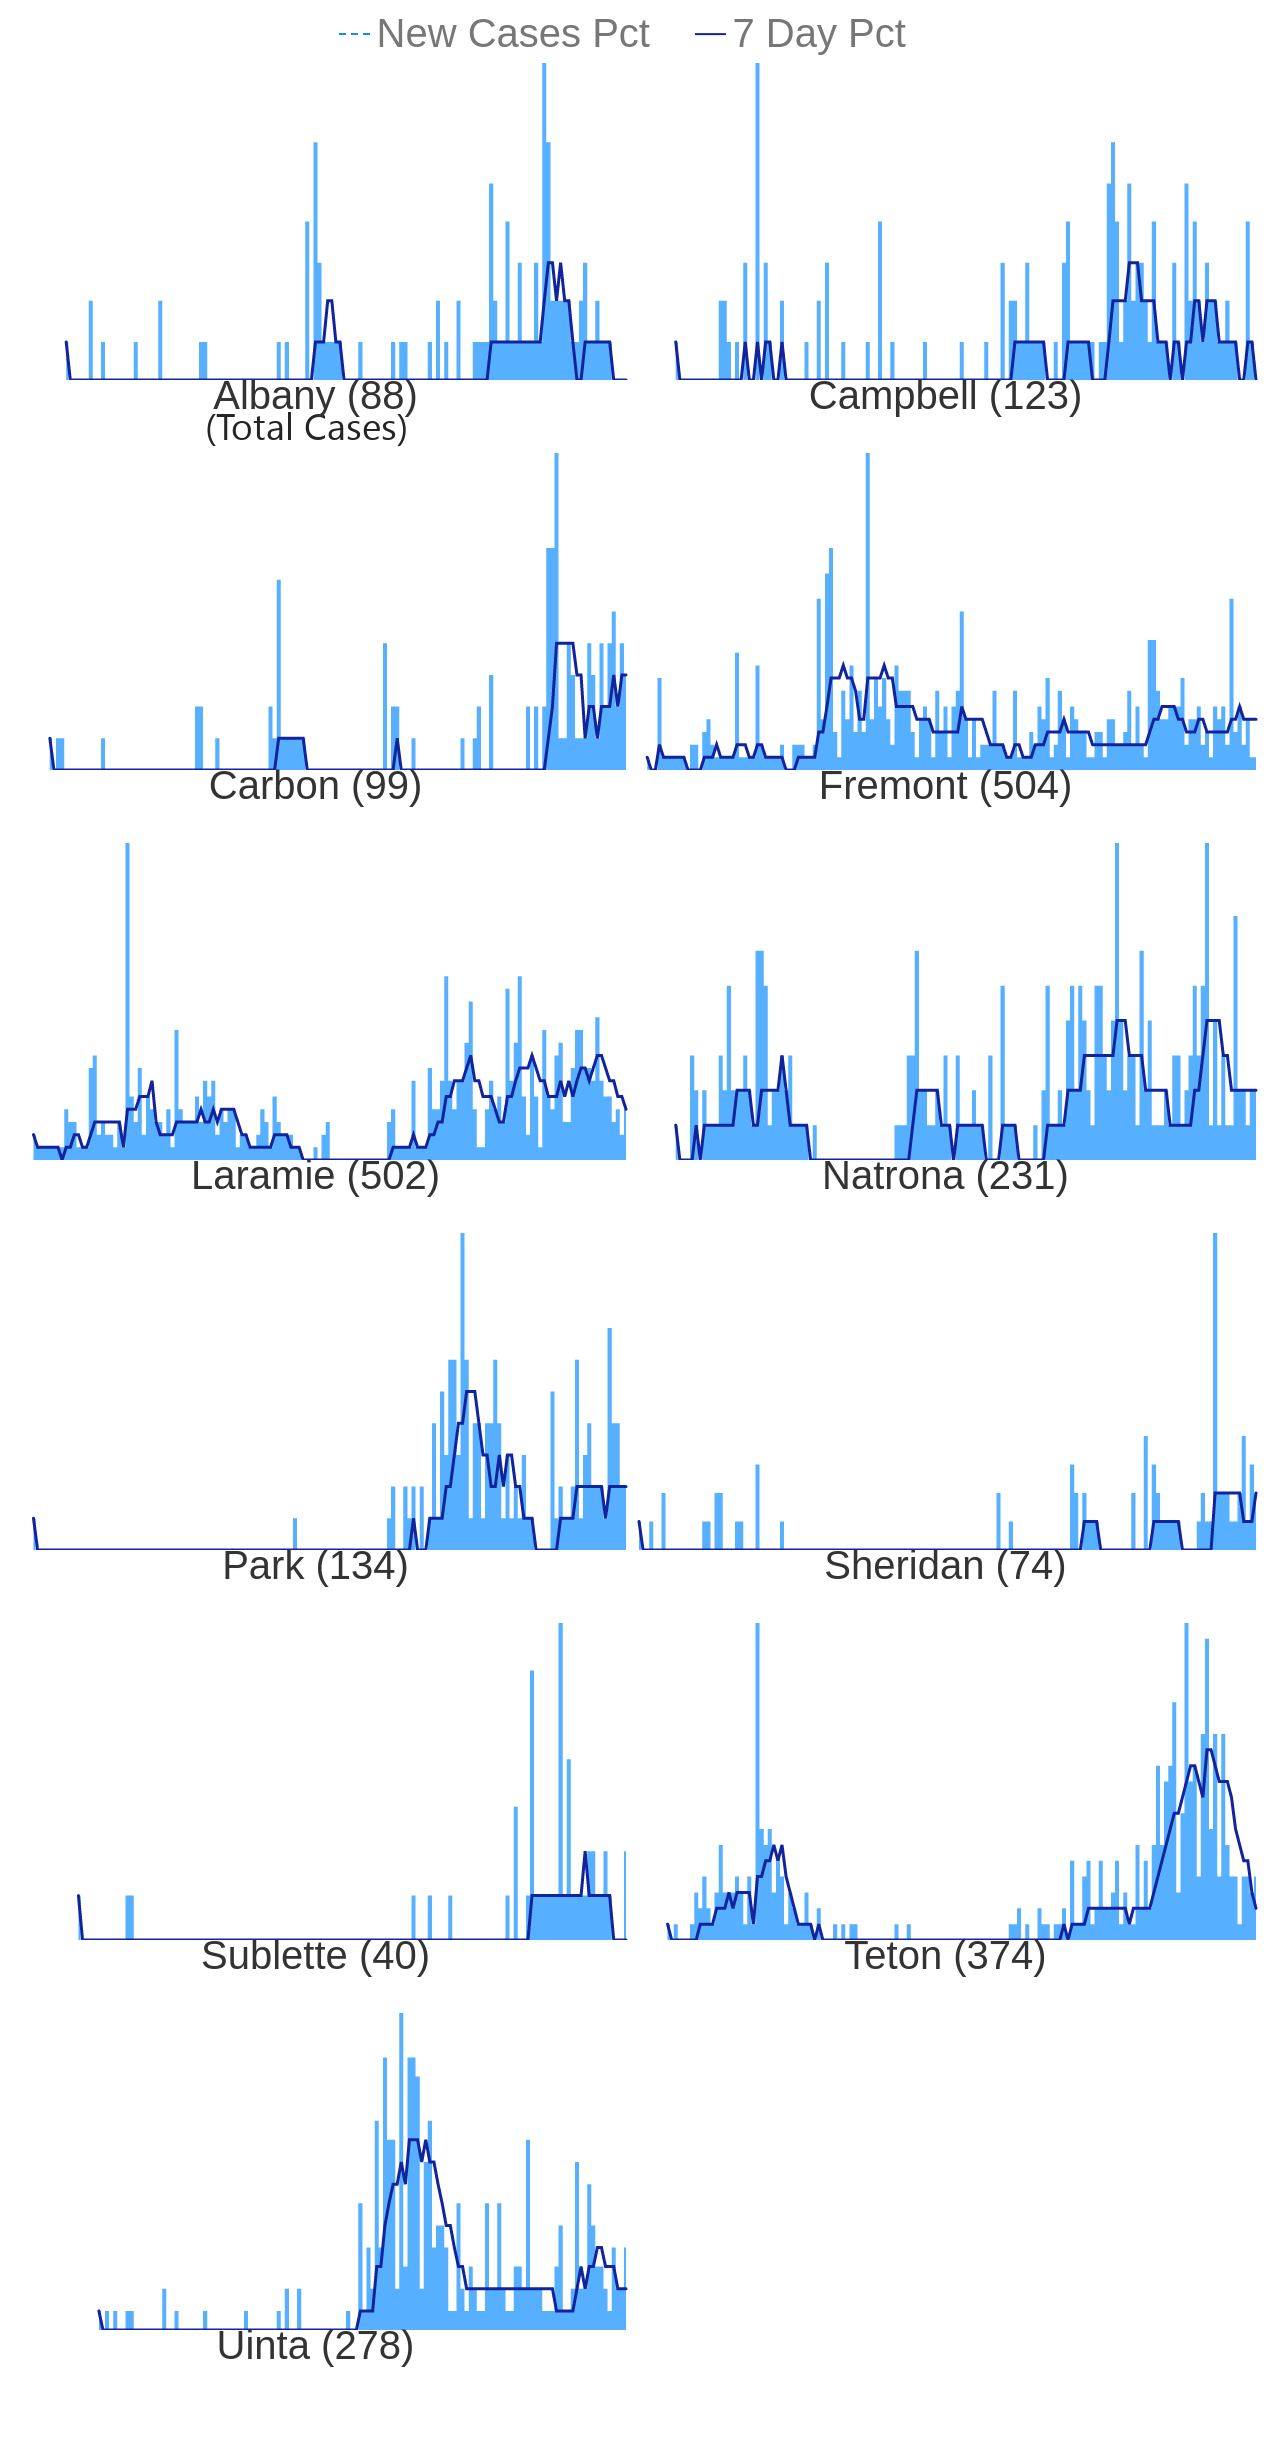 New Cases Pct 7 Day Pct
Albany (88) Campbell (123)
(Total Cases)
Carbon (99) Fremont (504)
Laramie (502) Natrona (231)
Park (134) Sheridan (74)
Sublette (40) Teton (374)
Uinta (278)